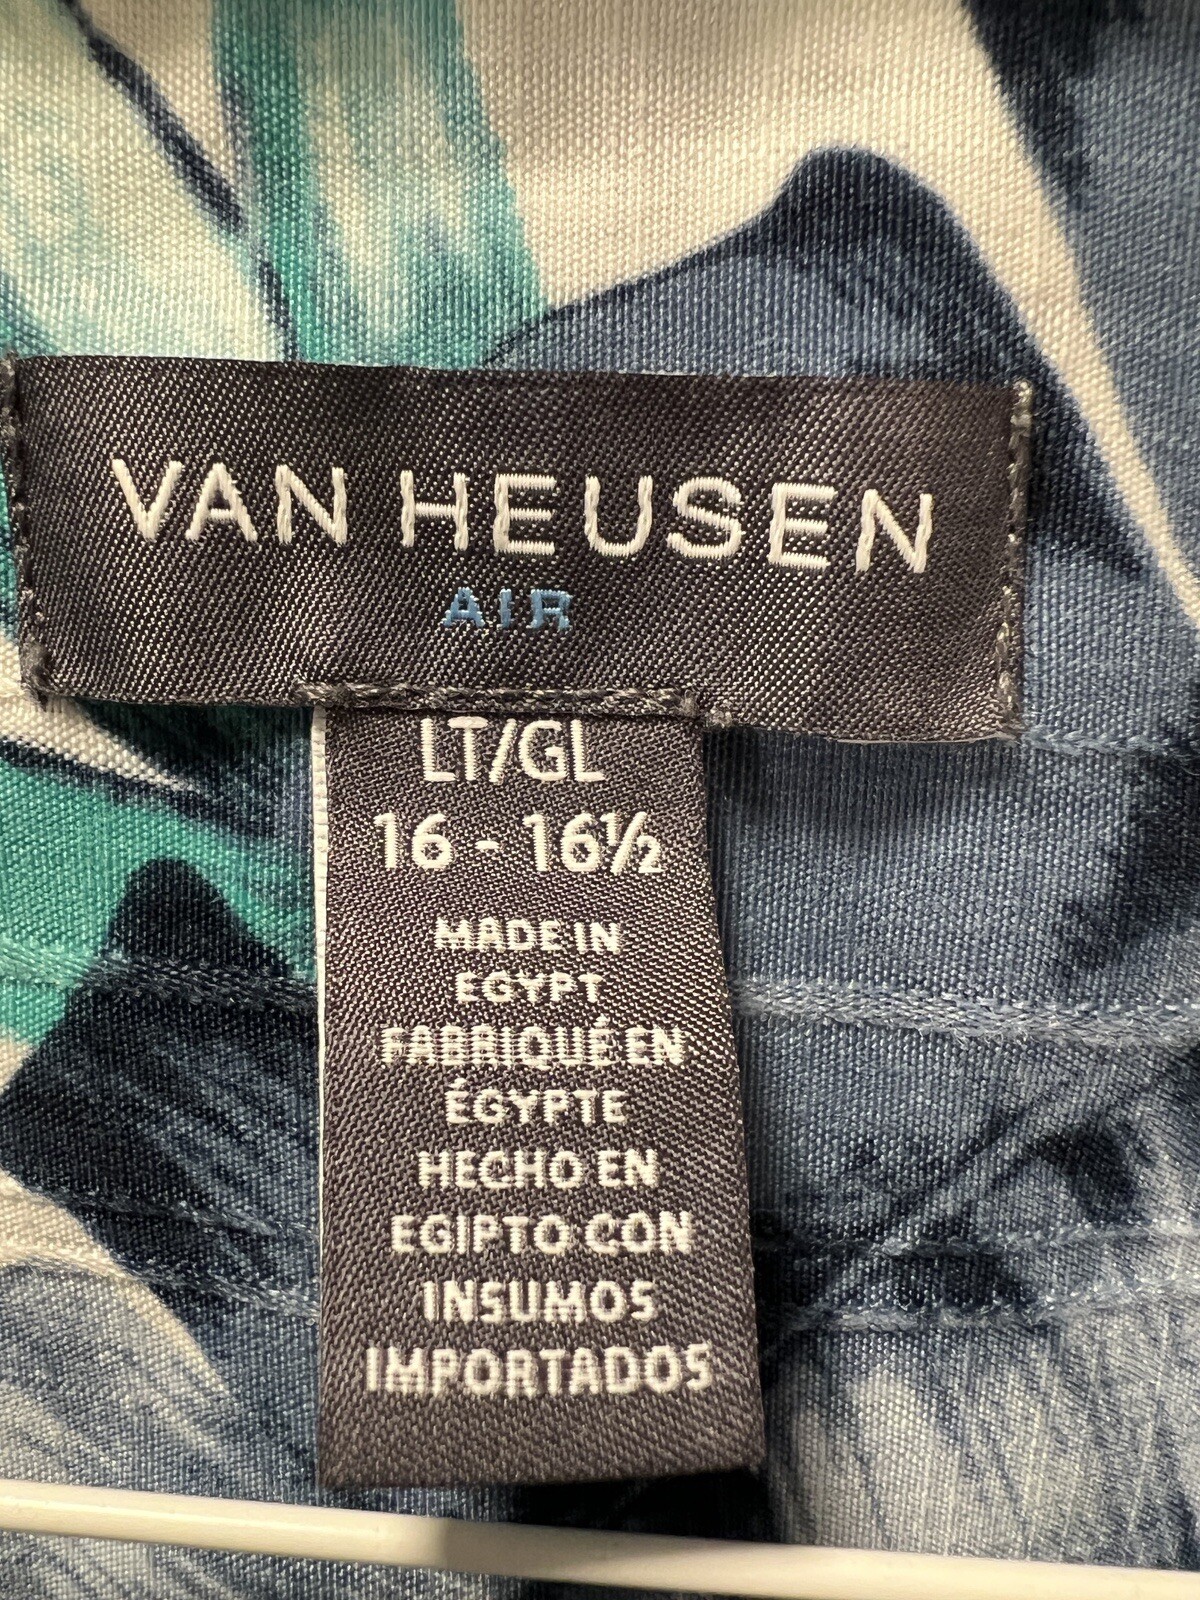 VAN HEUSEN
AIR
LT/GL
16 - 16½
MADE IN
EGYPT
FABRIQUÉ EN
ÉGYPTE
HECHO EN
EGIPTO CON
INSUMOS
IMPORTADOS